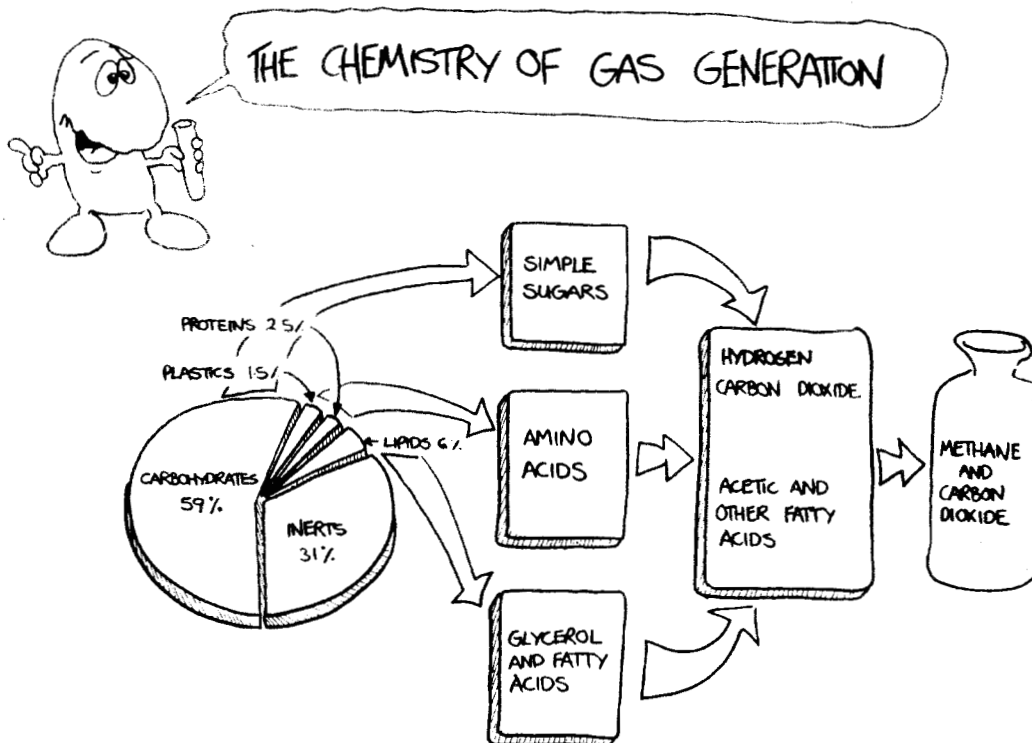 THE CHEMISTRY OF GAS GENERATION
SIMPLE
SUGARS
PROTEINS 2.5%
PLASTICS 1.5%
CARBOHYDRATES
59%
INERTS
31%
LIPIDS 6%
AMINO
ACIDS
GLYCEROL
AND FATTY
ACIDS
HYDROGEN
CARBON DIOXIDE
ACETIC AND
OTHER FATTY
ACIDS
METHANE
AND
CARBON
DIOXIDE